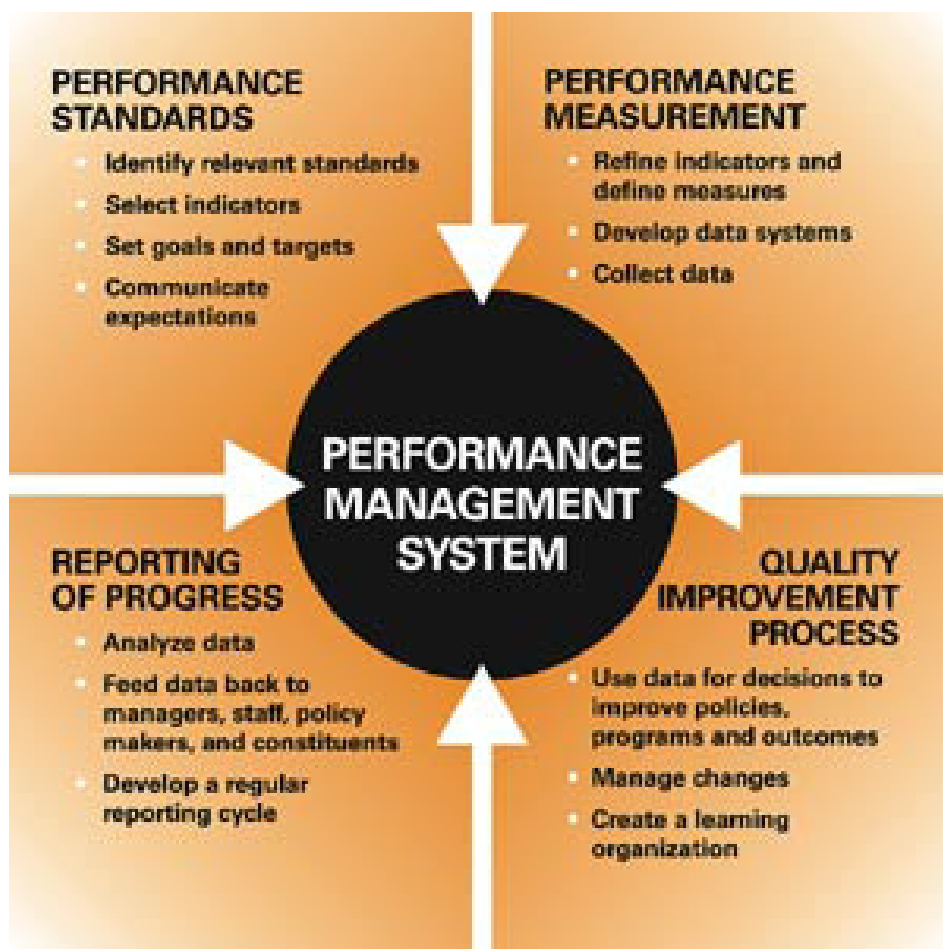 PERFORMANCE
STANDARDS
• Identify relevant standards
• Select indicators
• Set goals and targets
• Communicate
expectations
PERFORMANCE
MEASUREMENT
• Refine indicators and
define measures
• Develop data systems
• Collect data
PERFORMANCE
MANAGEMENT
SYSTEM
REPORTING
OF PROGRESS
• Analyze data
• Feed data back to
managers, staff, policy
makers, and constituents
• Develop a regular
reporting cycle
QUALITY
IMPROVEMENT
PROCESS
• Use data for decisions to
improve policies,
programs and outcomes
• Manage changes
• Create a learning
organization